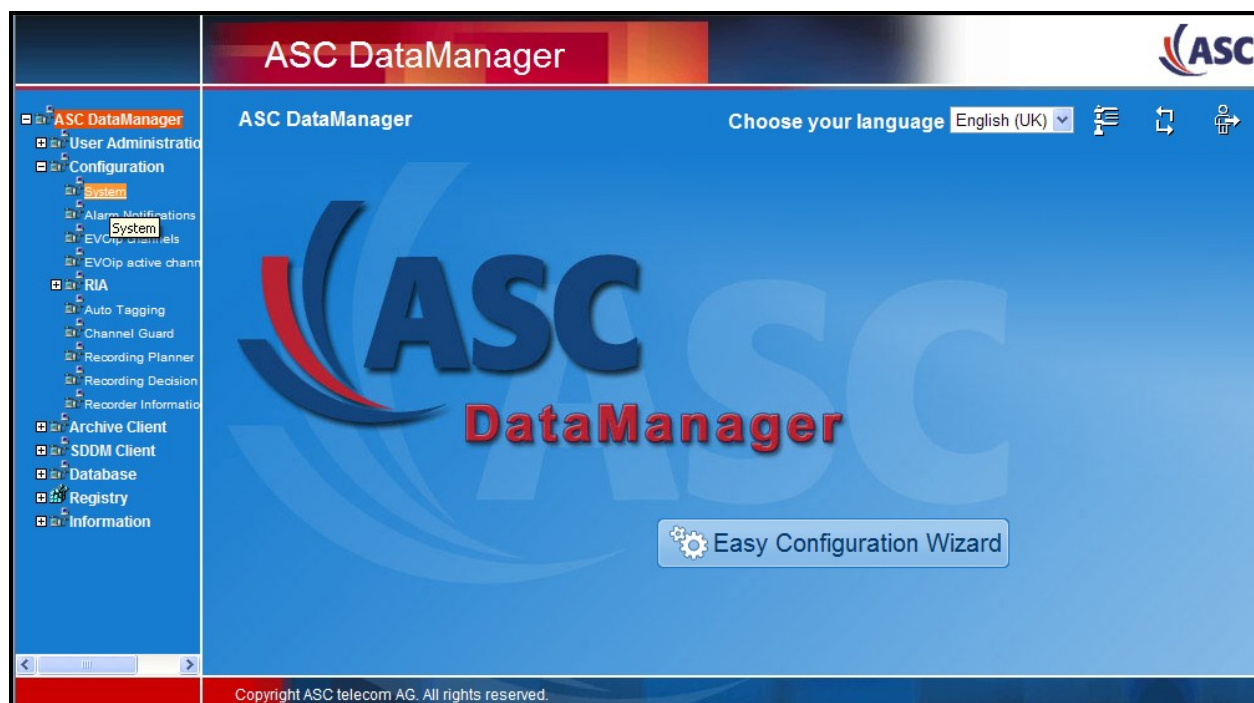 ASC DataManager
ASC
ASC DataManager
User Administratio
Configuration
System
Alarm Notifications
System
EVOip channels
EVOip active chann
RIA
Auto Tagging
Channel Guard
Recording Planner
Recording Decision
Recorder Informatio
Archive Client
SDDM Client
Database
Registry
Information
ASC DataManager
Choose your language English (UK)
ASC
ASC
DataManager
Easy Configuration Wizard
Copyright ASC telecom AG. All rights reserved.